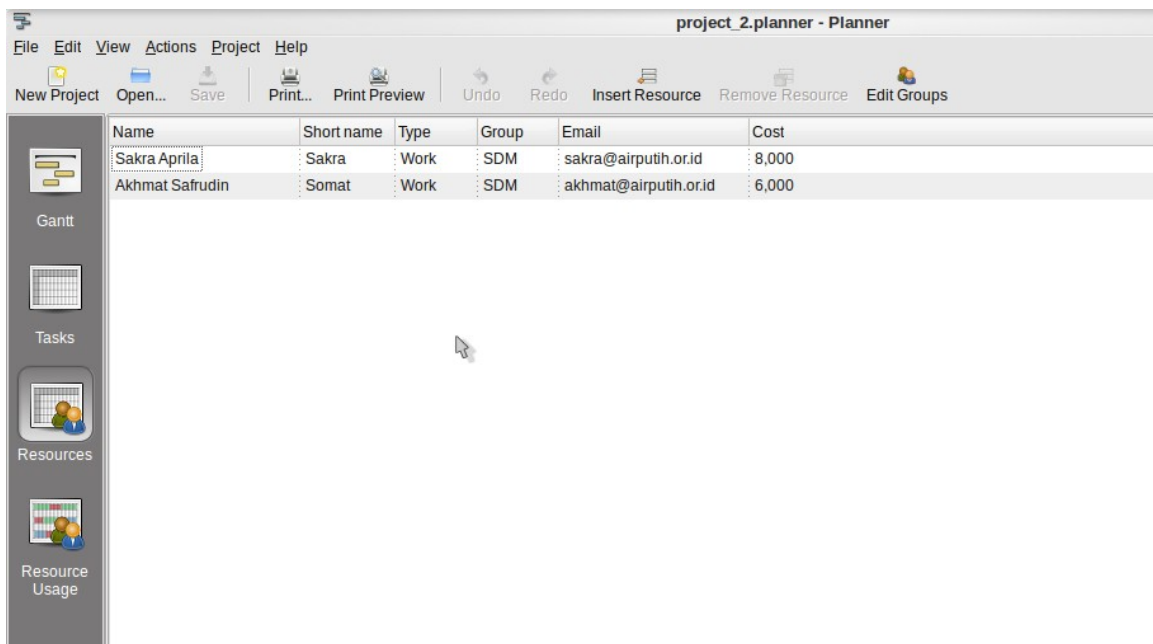 project_2.planner - Planner
File Edit View Actions Project Help
New Project Open... Save Print... Print Preview Undo Redo Insert Resource Remove Resource Edit Groups
Name Short name Type Group Email Cost
Sakra Aprila Sakra Work SDM sakra@airputih.or.id 8,000
Akhmat Safrudin Somat Work SDM akhmat@airputih.or.id 6,000
Gantt
Tasks
Resources
Resource
Usage